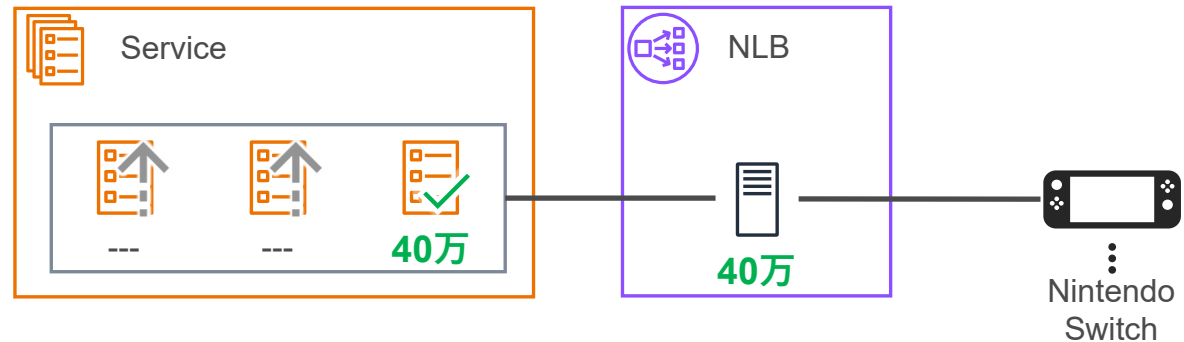 Service
NLB
---
---
40万
40万
Nintendo
Switch